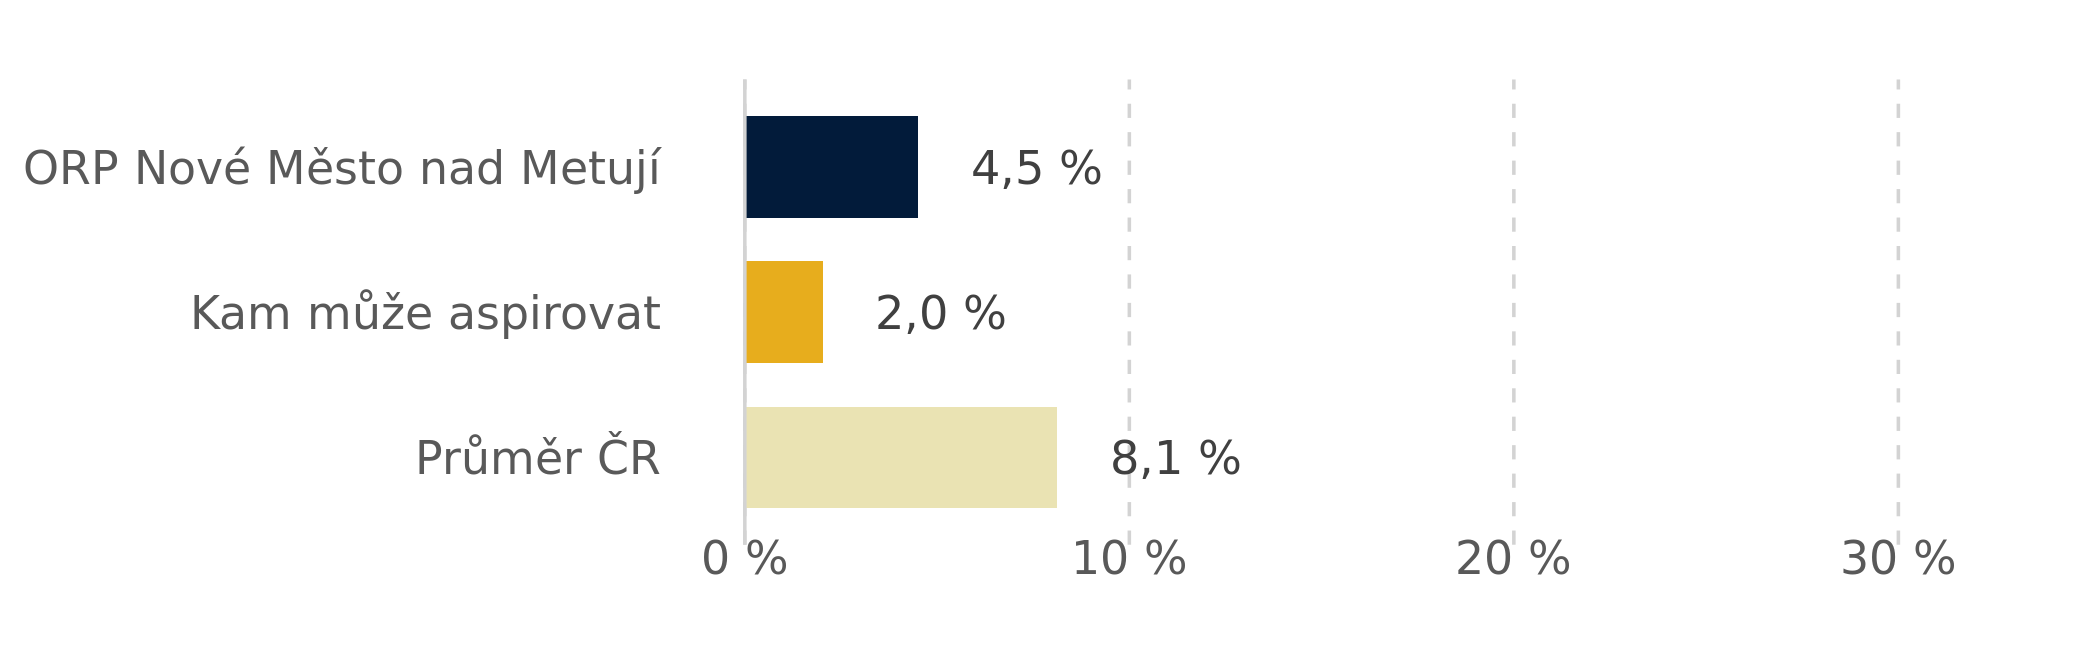 ORP Nové Město nad Metují 4,5 %
Kam může aspirovat 2,0 %
Průměr ČR 8,1 %
0 % 10 % 20 % 30 %